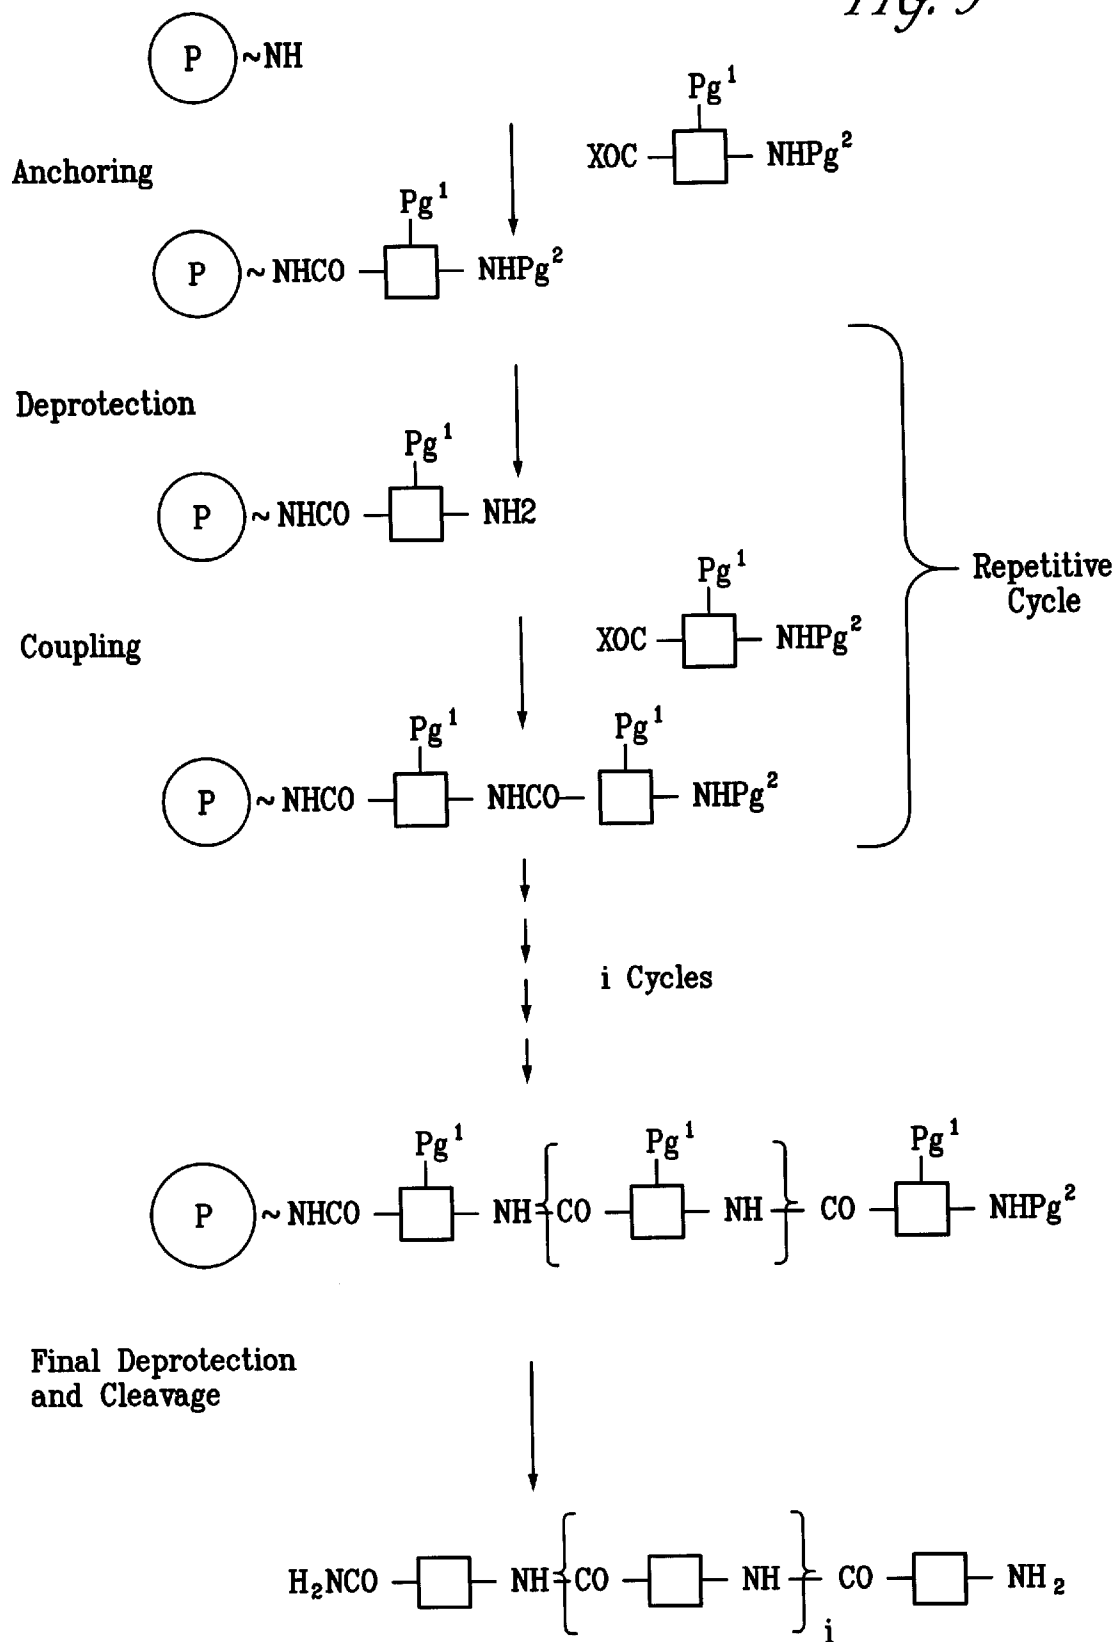 Fig. 5
P ~NH
Pg¹
XOC NHPg²
Anchoring
Pg¹
P ~ NHCO NHPg²
Deprotection
Pg¹
P ~ NHCO NH2
Repetitive
Cycle
Pg¹
XOC NHPg²
Coupling
Pg¹ Pg¹
P ~ NHCO NHCO NHPg²
i Cycles
Pg¹ Pg¹ Pg¹
P ~ NHCO NH { CO NH } CO NHPg²
Final Deprotection
and Cleavage
H₂NCO NH { CO NH } i CO NH₂